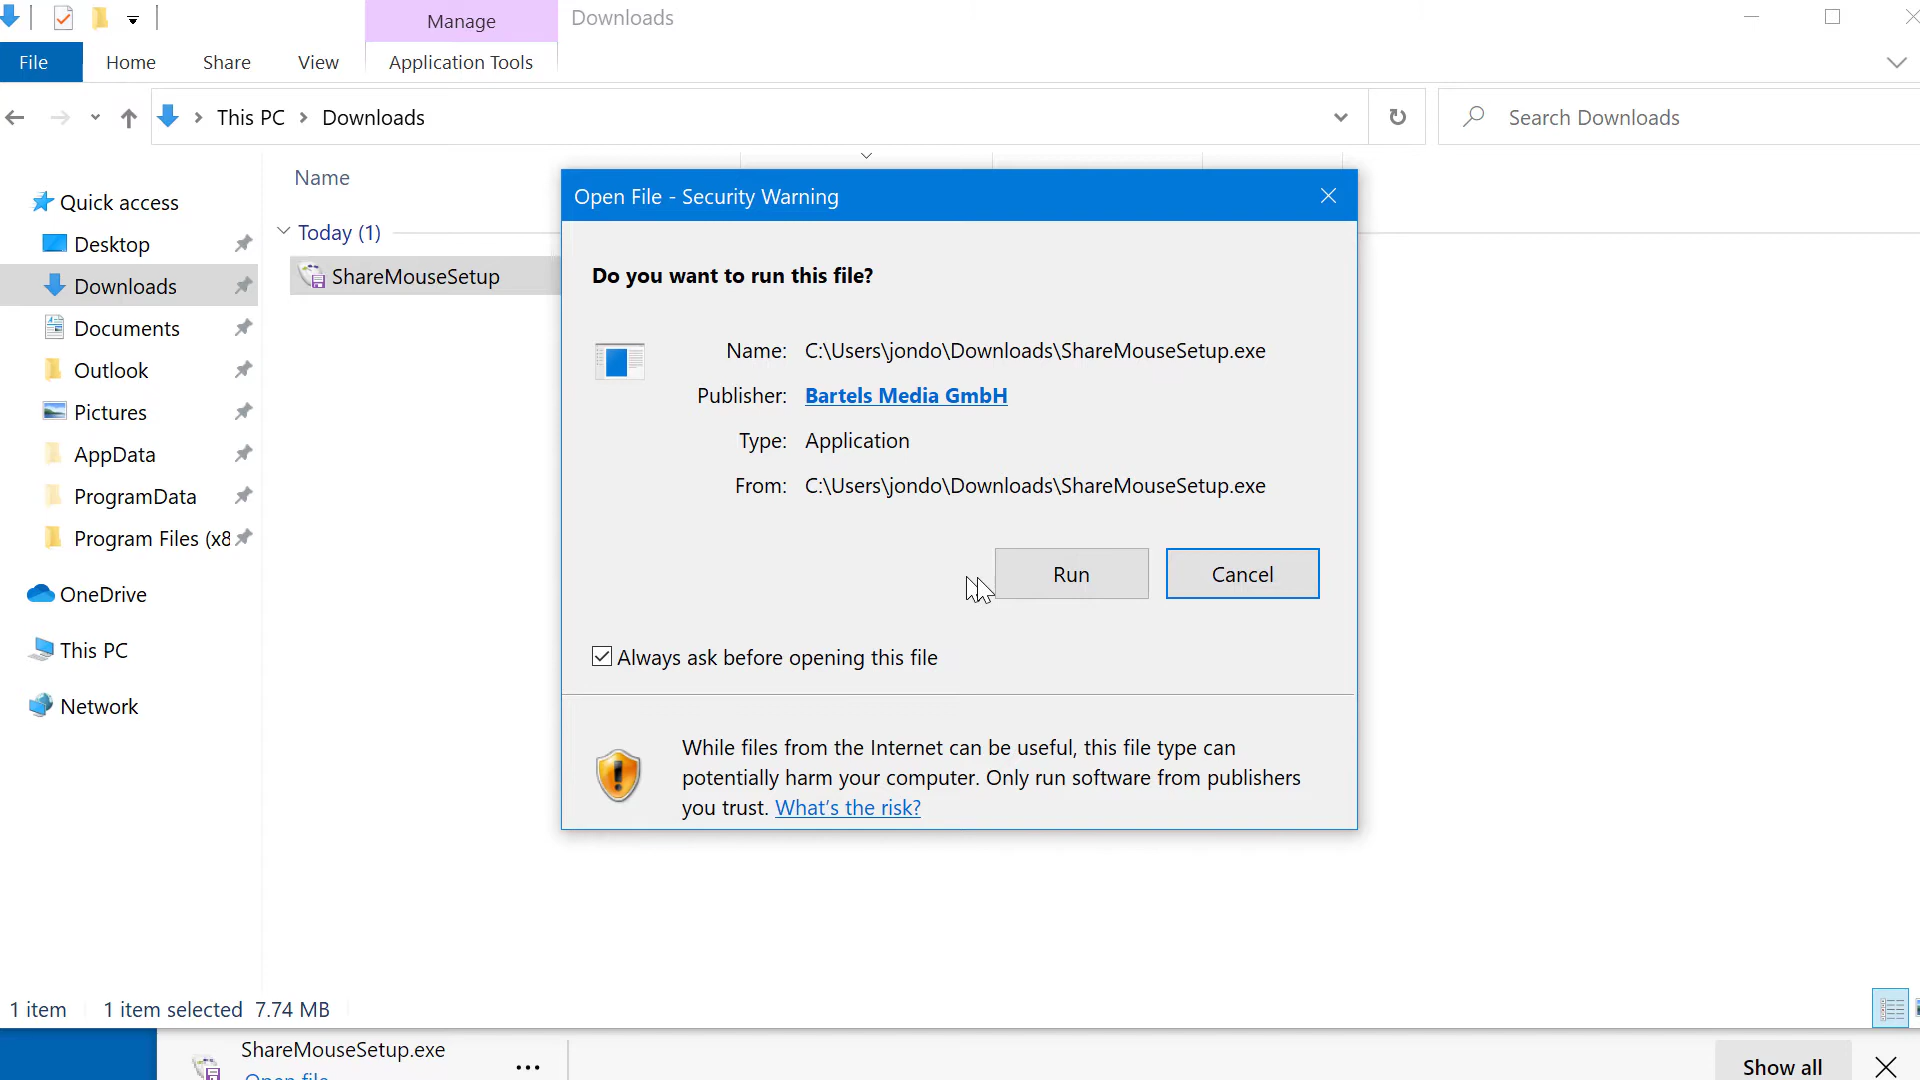 Manage
Downloads
File
Home
Share
View
Application Tools
This PC
Downloads
Search Downloads
Name
Quick access
Desktop
Downloads
Documents
Outlook
Pictures
AppData
ProgramData
Program Files (x8
OneDrive
This PC
Network
Today (1)
ShareMouseSetup
Open File - Security Warning
Do you want to run this file?
Name: C:\Users\jondo\Downloads\ShareMouseSetup.exe
Publisher: Bartels Media GmbH
Type: Application
From: C:\Users\jondo\Downloads\ShareMouseSetup.exe
Run
Cancel
Always ask before opening this file
While files from the Internet can be useful, this file type can
potentially harm your computer. Only run software from publishers
you trust. What's the risk?
1 item
1 item selected 7.74 MB
ShareMouseSetup.exe
Open file
Show all